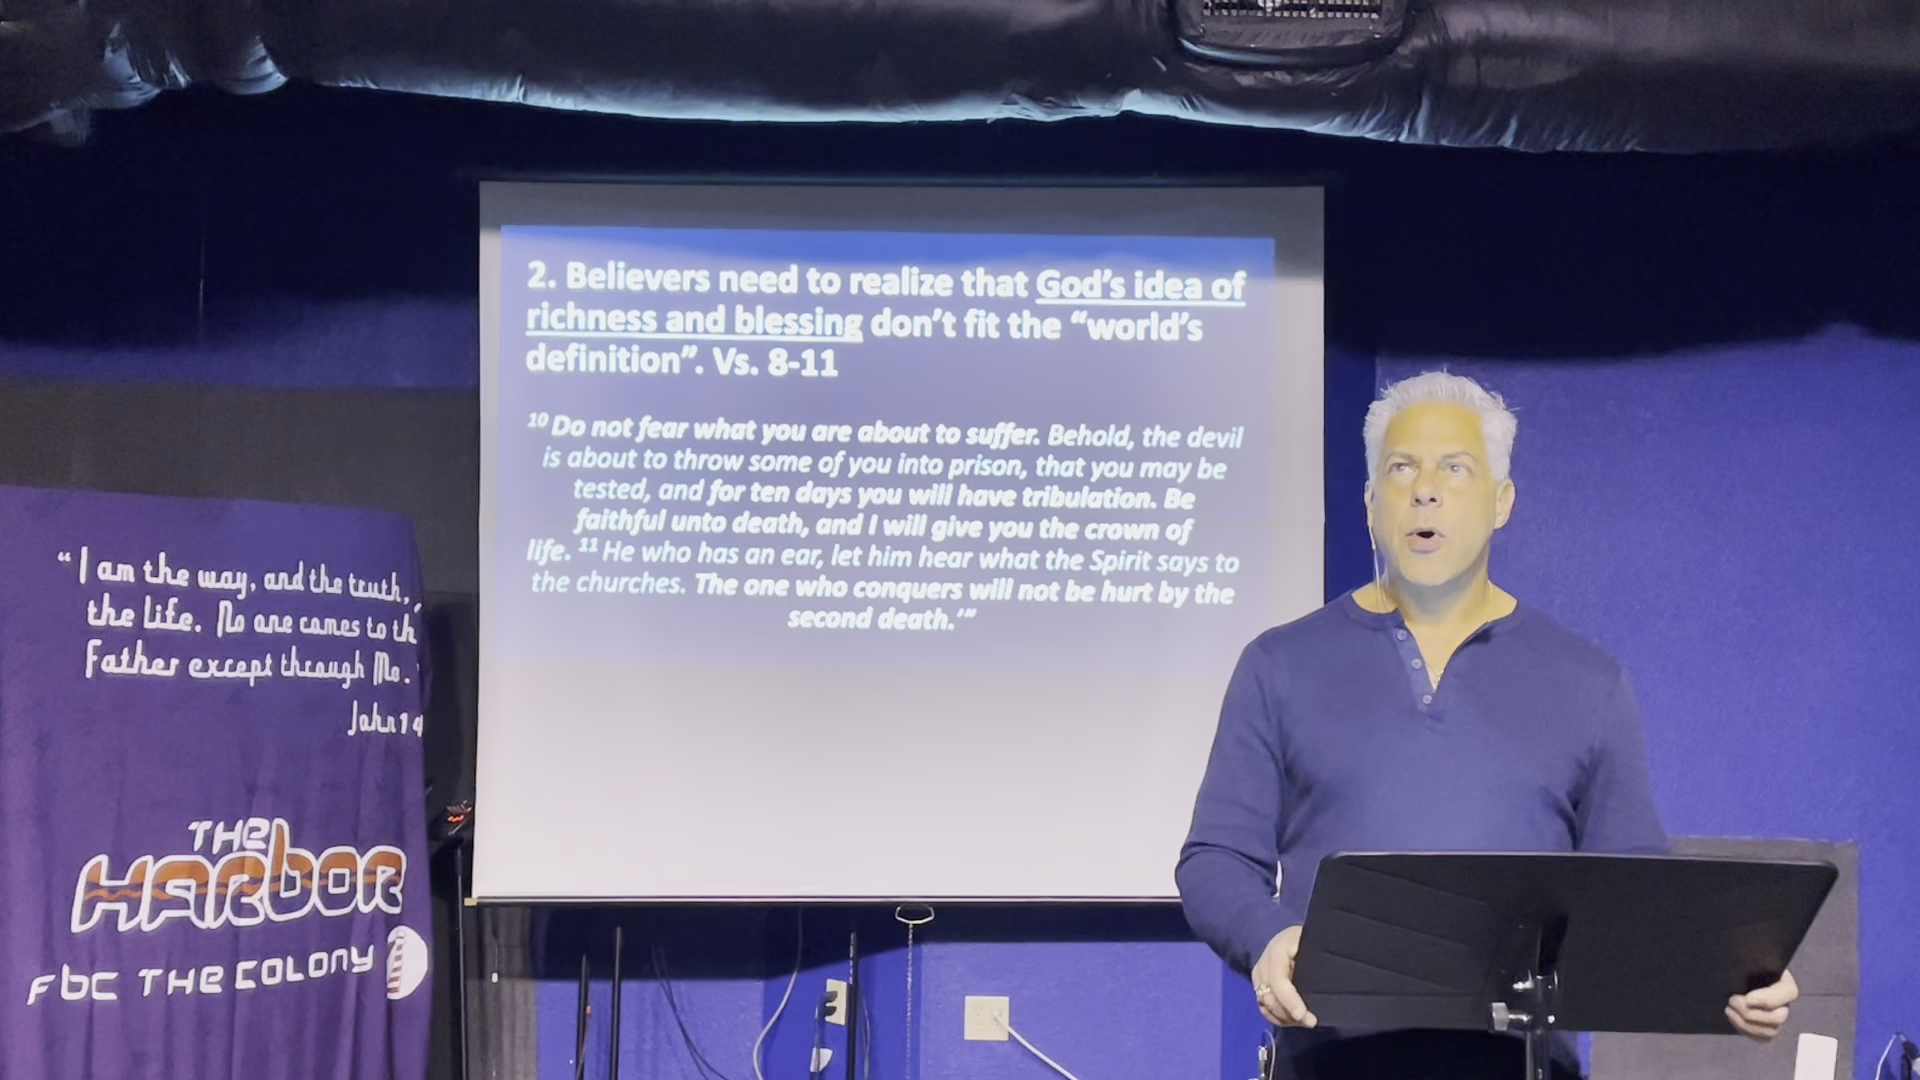 2. Believers need to realize that God's idea of
richness and blessing don't fit the “world's
definition”. Vs. 8-11
10 Do not fear what you are about to suffer. Behold, the devil
is about to throw some of you into prison, that you may be
tested, and for ten days you will have tribulation. Be
faithful unto death, and I will give you the crown of
life. 11 He who has an ear, let him hear what the Spirit says to
the churches. The one who conquers will not be hurt by the
second death.’”
“I am the way, and the truth,
the life. No one comes to th
Father except through Me.
John 14
THE
HARBOR
FBC THE COLONY